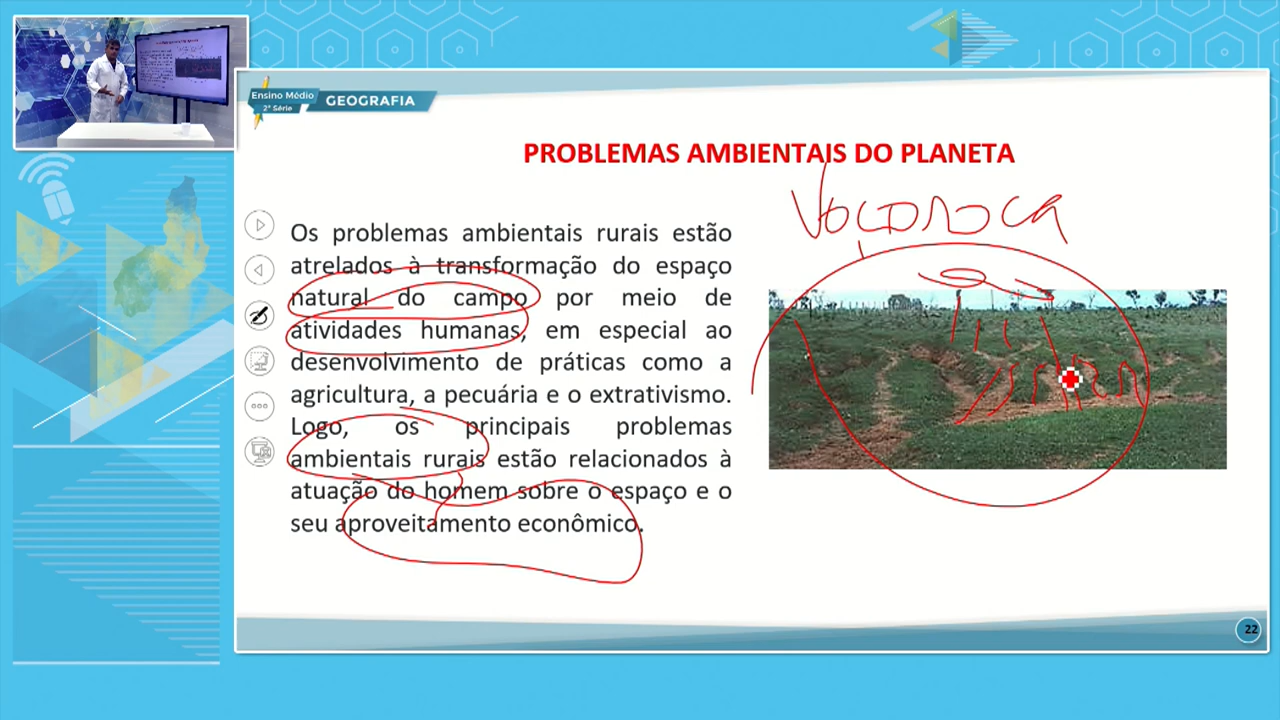 Ensino Médio
2ª Série
GEOGRAFIA
PROBLEMAS AMBIENTAIS DO PLANETA
VOÇOROCA
Os problemas ambientais rurais estão
atrelados à transformação do espaço
natural do campo por meio de
atividades humanas, em especial ao
desenvolvimento de práticas como a
agricultura, a pecuária e o extrativismo.
Logo, os principais problemas
ambientais rurais estão relacionados à
atuação do homem sobre o espaço e o
seu aproveitamento econômico.
22